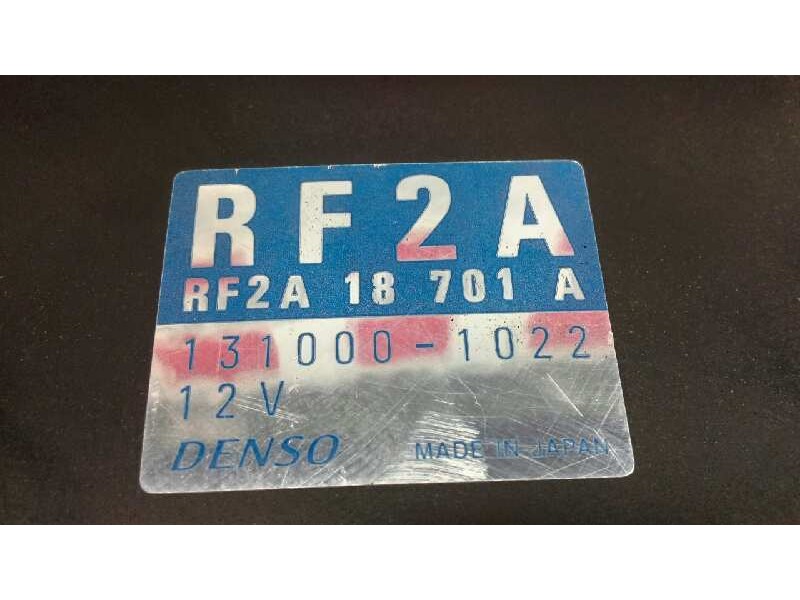 RF2A
RF2A 18 701 A
131000-1022
12V
DENSO MADE IN JAPAN